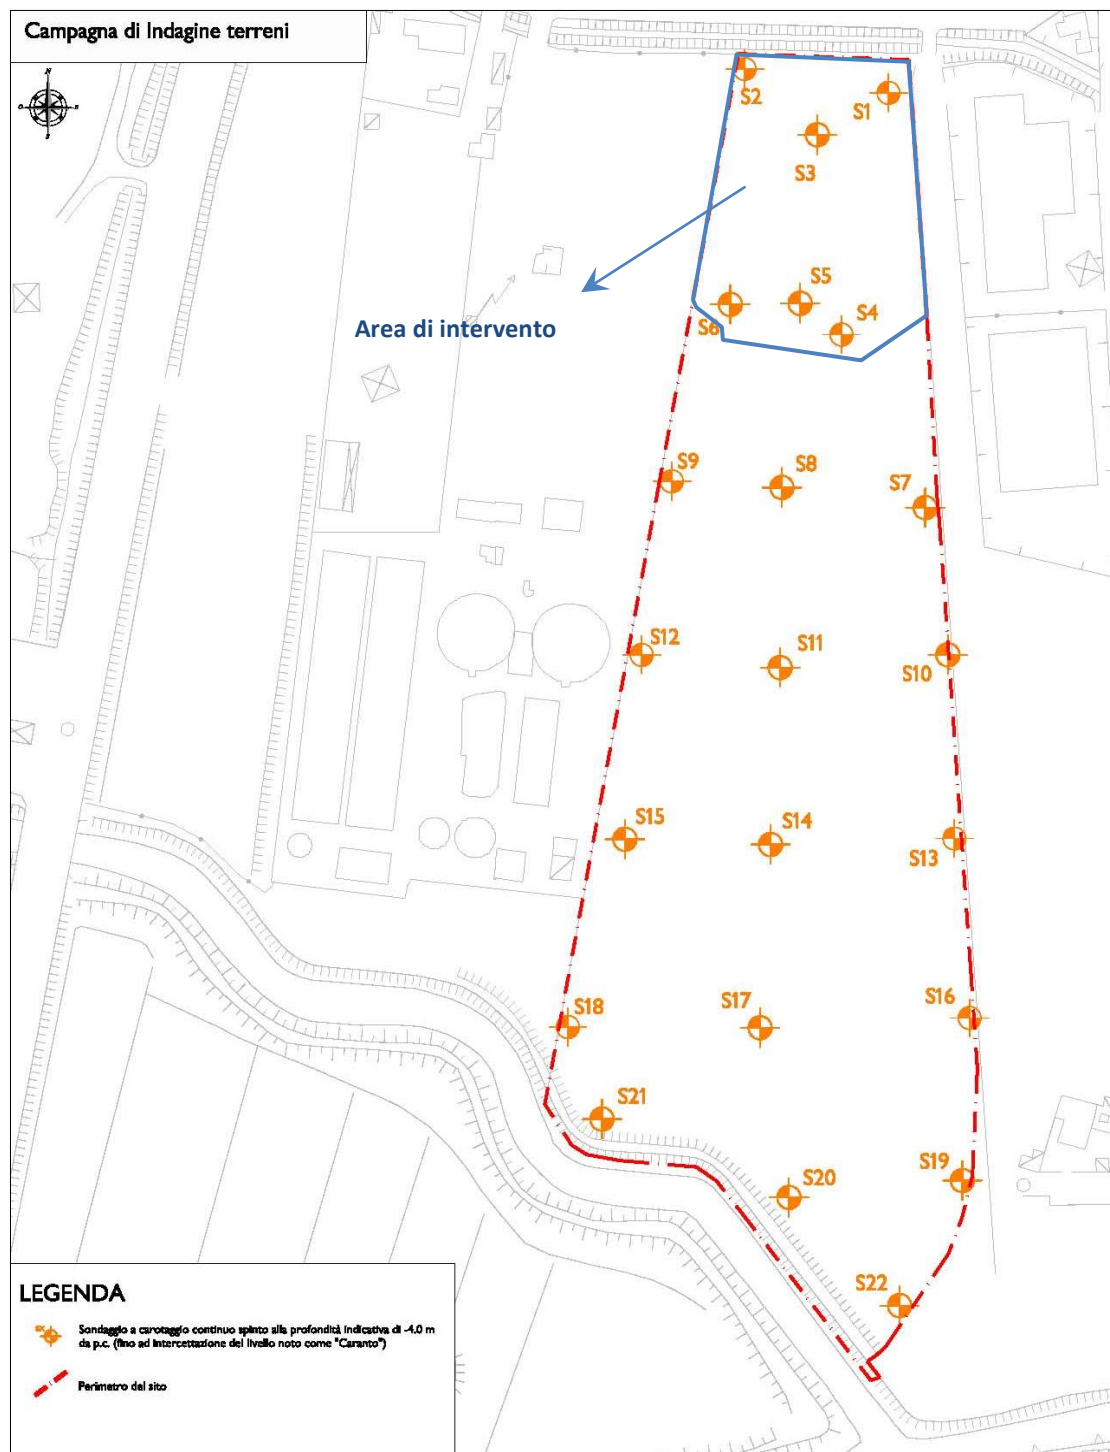 Campagna di Indagine terreni
N
O
E
S
S2
S1
S3
S5
S4
S6
Area di intervento
S9
S8
S7
S12
S11
S10
S15
S14
S13
S18
S17
S16
S21
S19
S20
S22
LEGENDA
SX
Sondaggio a carotaggio continuo spinto alla profondità indicativa di -4.0 m
da p.c. (fino ad intercettazione del livello noto come "Caranto")
Perimetro del sito